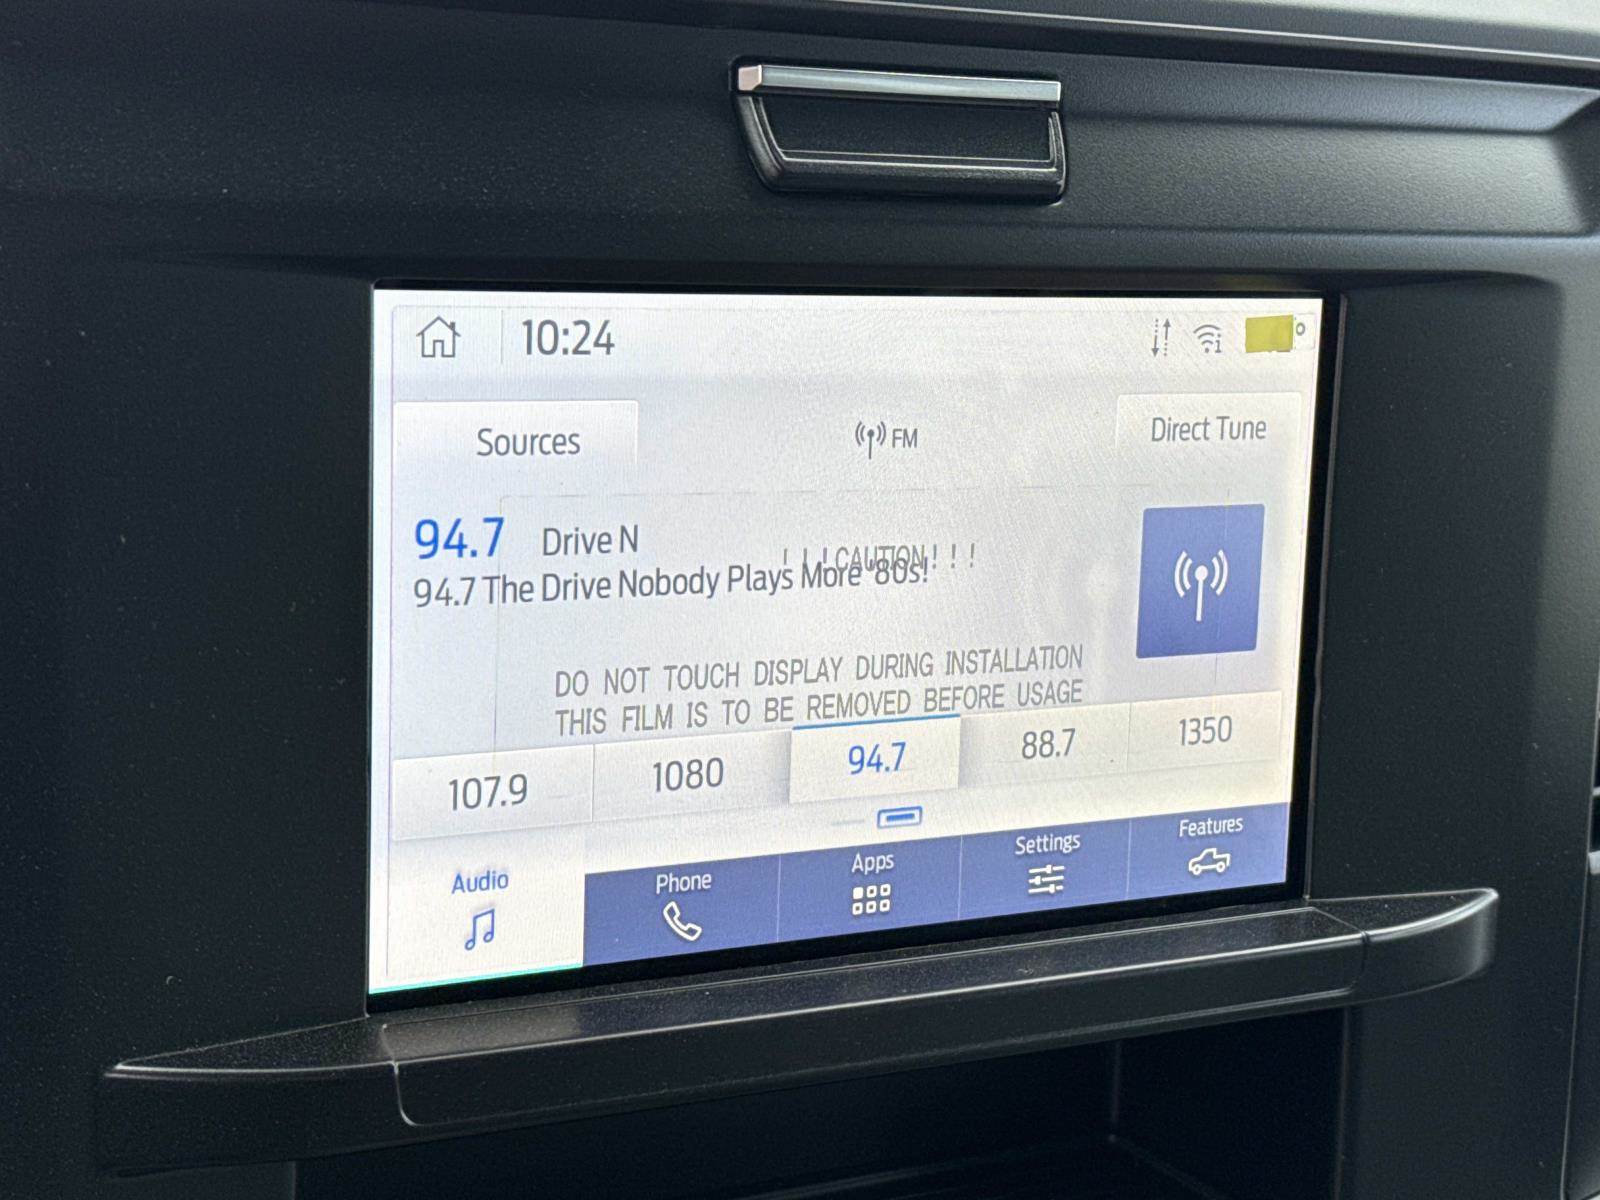 10:24
Sources
FM
Direct Tune
94.7 Drive N
! ! ! CAUTION ! ! !
94.7 The Drive Nobody Plays More '80s!
DO NOT TOUCH DISPLAY DURING INSTALLATION
THIS FILM IS TO BE REMOVED BEFORE USAGE
107.9 1080 94.7 88.7 1350
Audio Phone Apps Settings Features